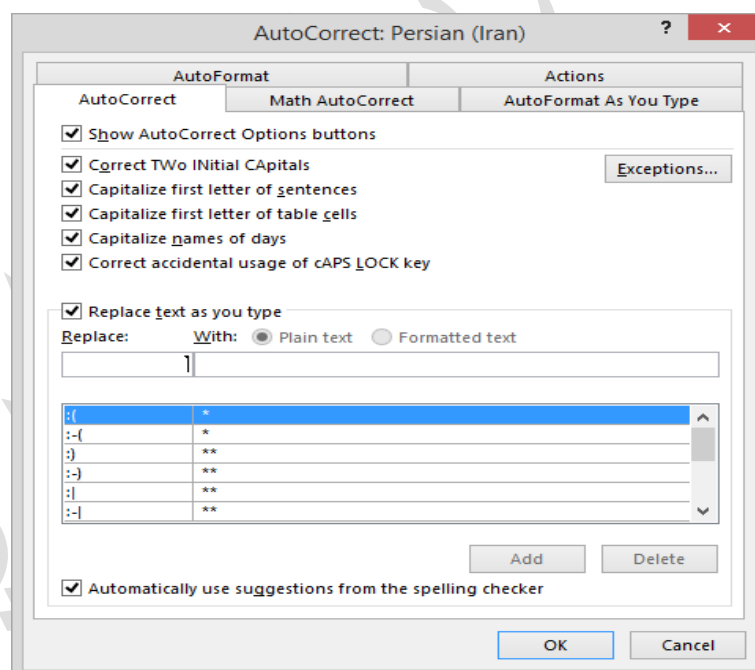 AutoCorrect: Persian (Iran) ?
AutoFormat Actions
AutoCorrect Math AutoCorrect AutoFormat As You Type
Show AutoCorrect Options buttons
Correct TWo INitial CApitals Exceptions...
Capitalize first letter of sentences
Capitalize first letter of table cells
Capitalize names of days
Correct accidental usage of cAPS LOCK key
Replace text as you type
Replace: With: Plain text Formatted text
:( *
:-( *
:) **
:-) **
:| **
:-| **
Add Delete
Automatically use suggestions from the spelling checker
OK Cancel